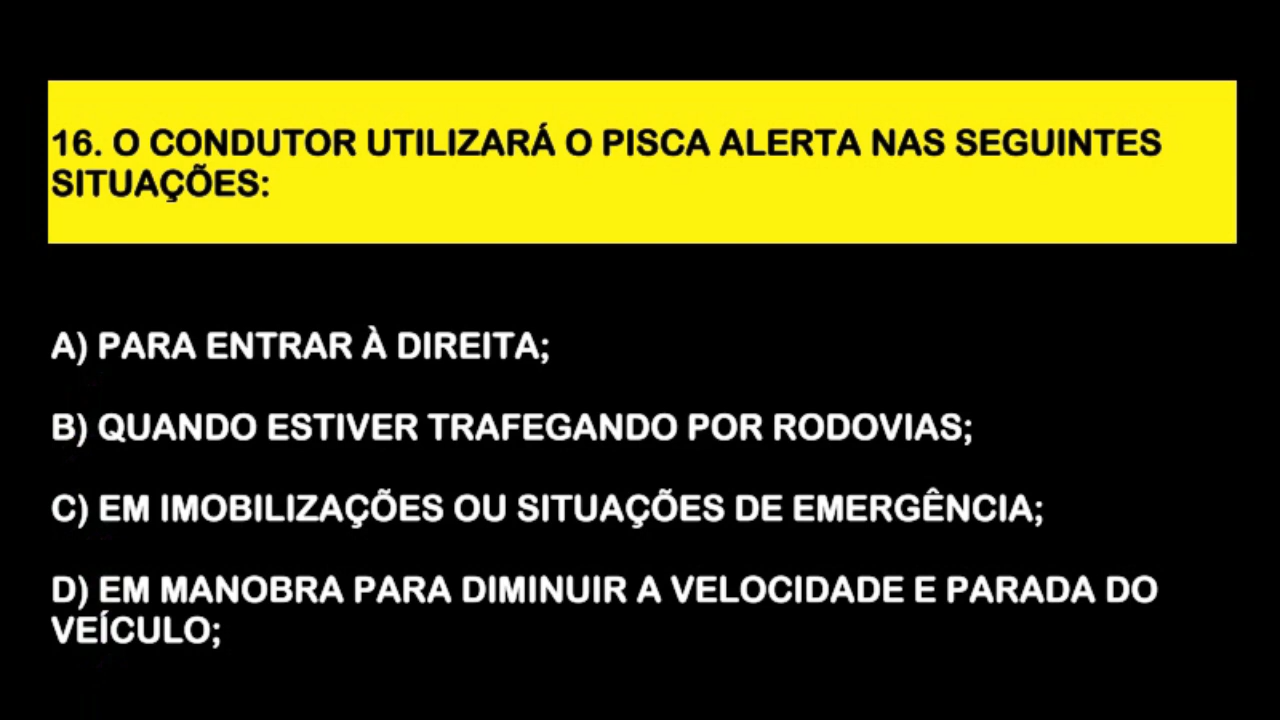 16. O CONDUTOR UTILIZARÁ O PISCA ALERTA NAS SEGUINTES
SITUAÇÕES:
A) PARA ENTRAR À DIREITA;
B) QUANDO ESTIVER TRAFEGANDO POR RODOVIAS;
C) EM IMOBILIZAÇÕES OU SITUAÇÕES DE EMERGÊNCIA;
D) EM MANOBRA PARA DIMINUIR A VELOCIDADE E PARADA DO
VEÍCULO;